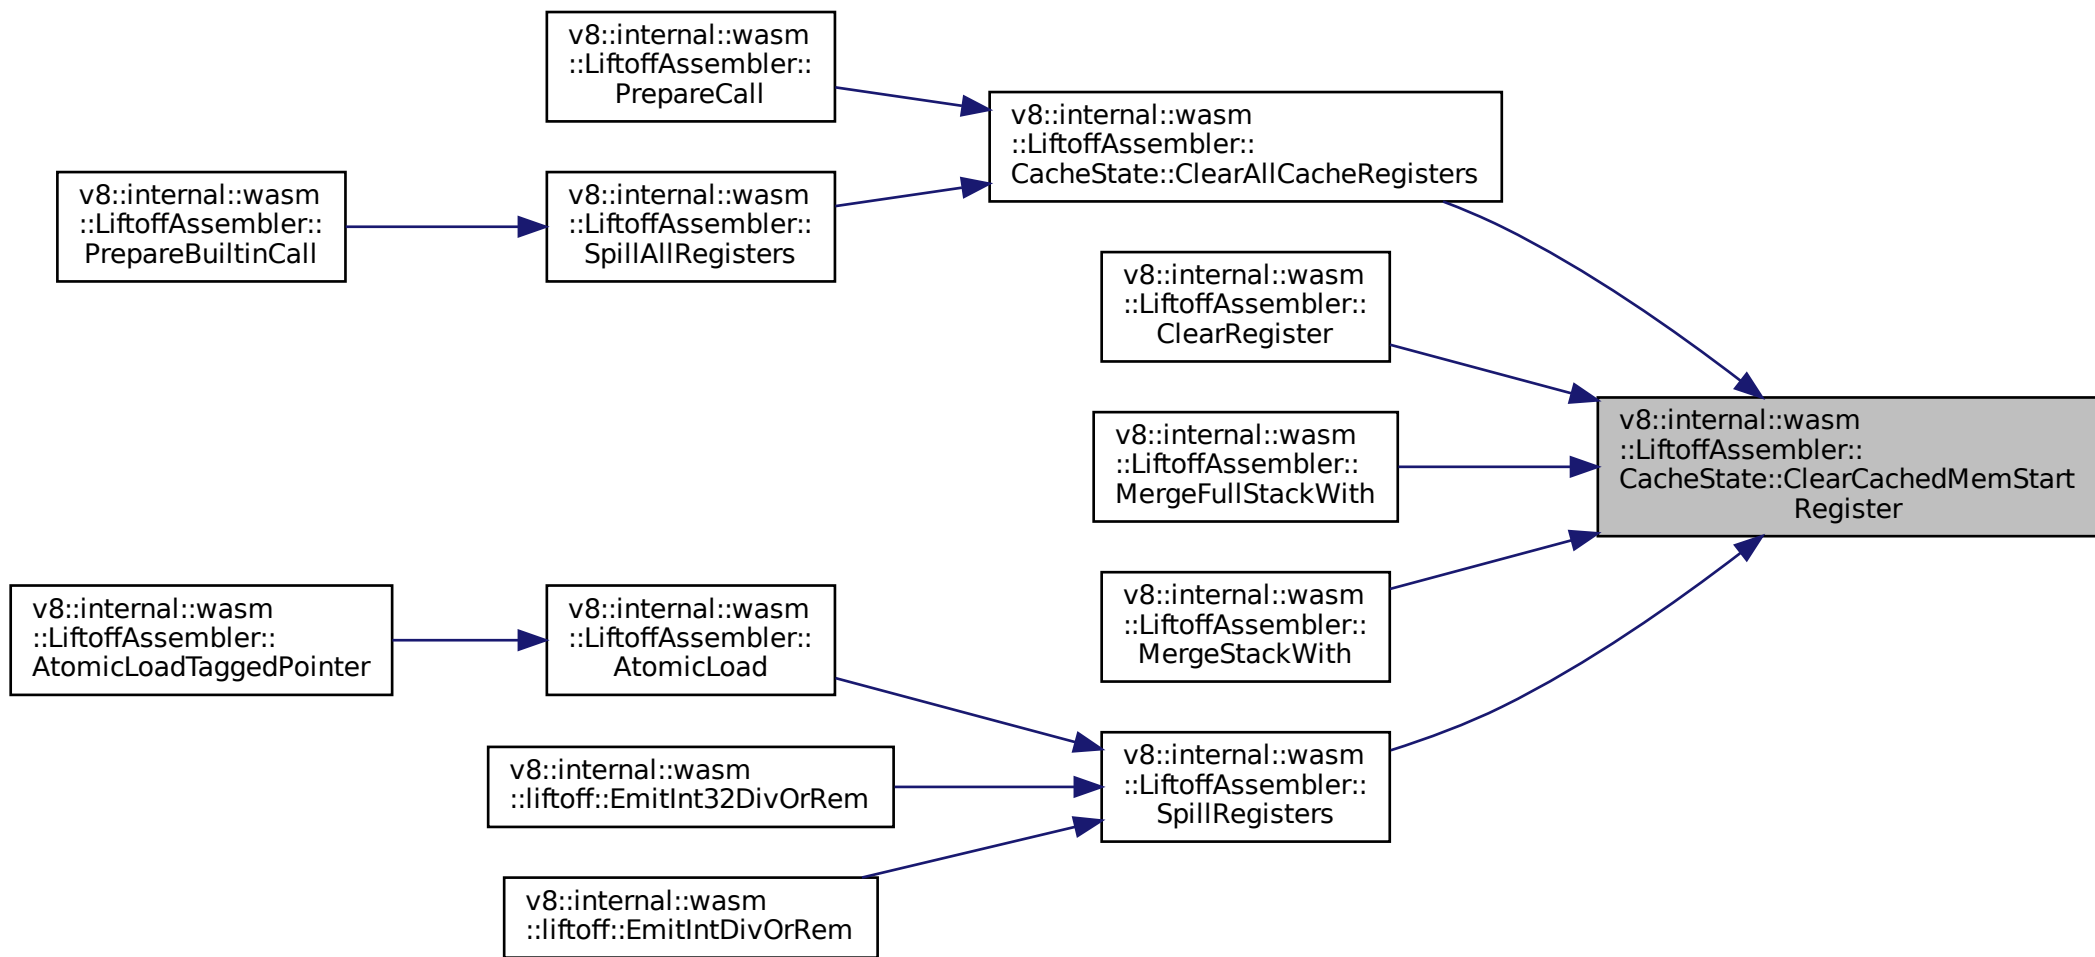 v8::internal::wasm
::LiftoffAssembler::
PrepareCall
v8::internal::wasm
::LiftoffAssembler::
CacheState::ClearAllCacheRegisters
v8::internal::wasm
::LiftoffAssembler::
PrepareBuiltinCall
v8::internal::wasm
::LiftoffAssembler::
SpillAllRegisters
v8::internal::wasm
::LiftoffAssembler::
ClearRegister
v8::internal::wasm
::LiftoffAssembler::
MergeFullStackWith
v8::internal::wasm
::LiftoffAssembler::
CacheState::ClearCachedMemStart
Register
v8::internal::wasm
::LiftoffAssembler::
MergeStackWith
v8::internal::wasm
::LiftoffAssembler::
AtomicLoadTaggedPointer
v8::internal::wasm
::LiftoffAssembler::
AtomicLoad
v8::internal::wasm
::liftoff::EmitInt32DivOrRem
v8::internal::wasm
::LiftoffAssembler::
SpillRegisters
v8::internal::wasm
::liftoff::EmitIntDivOrRem